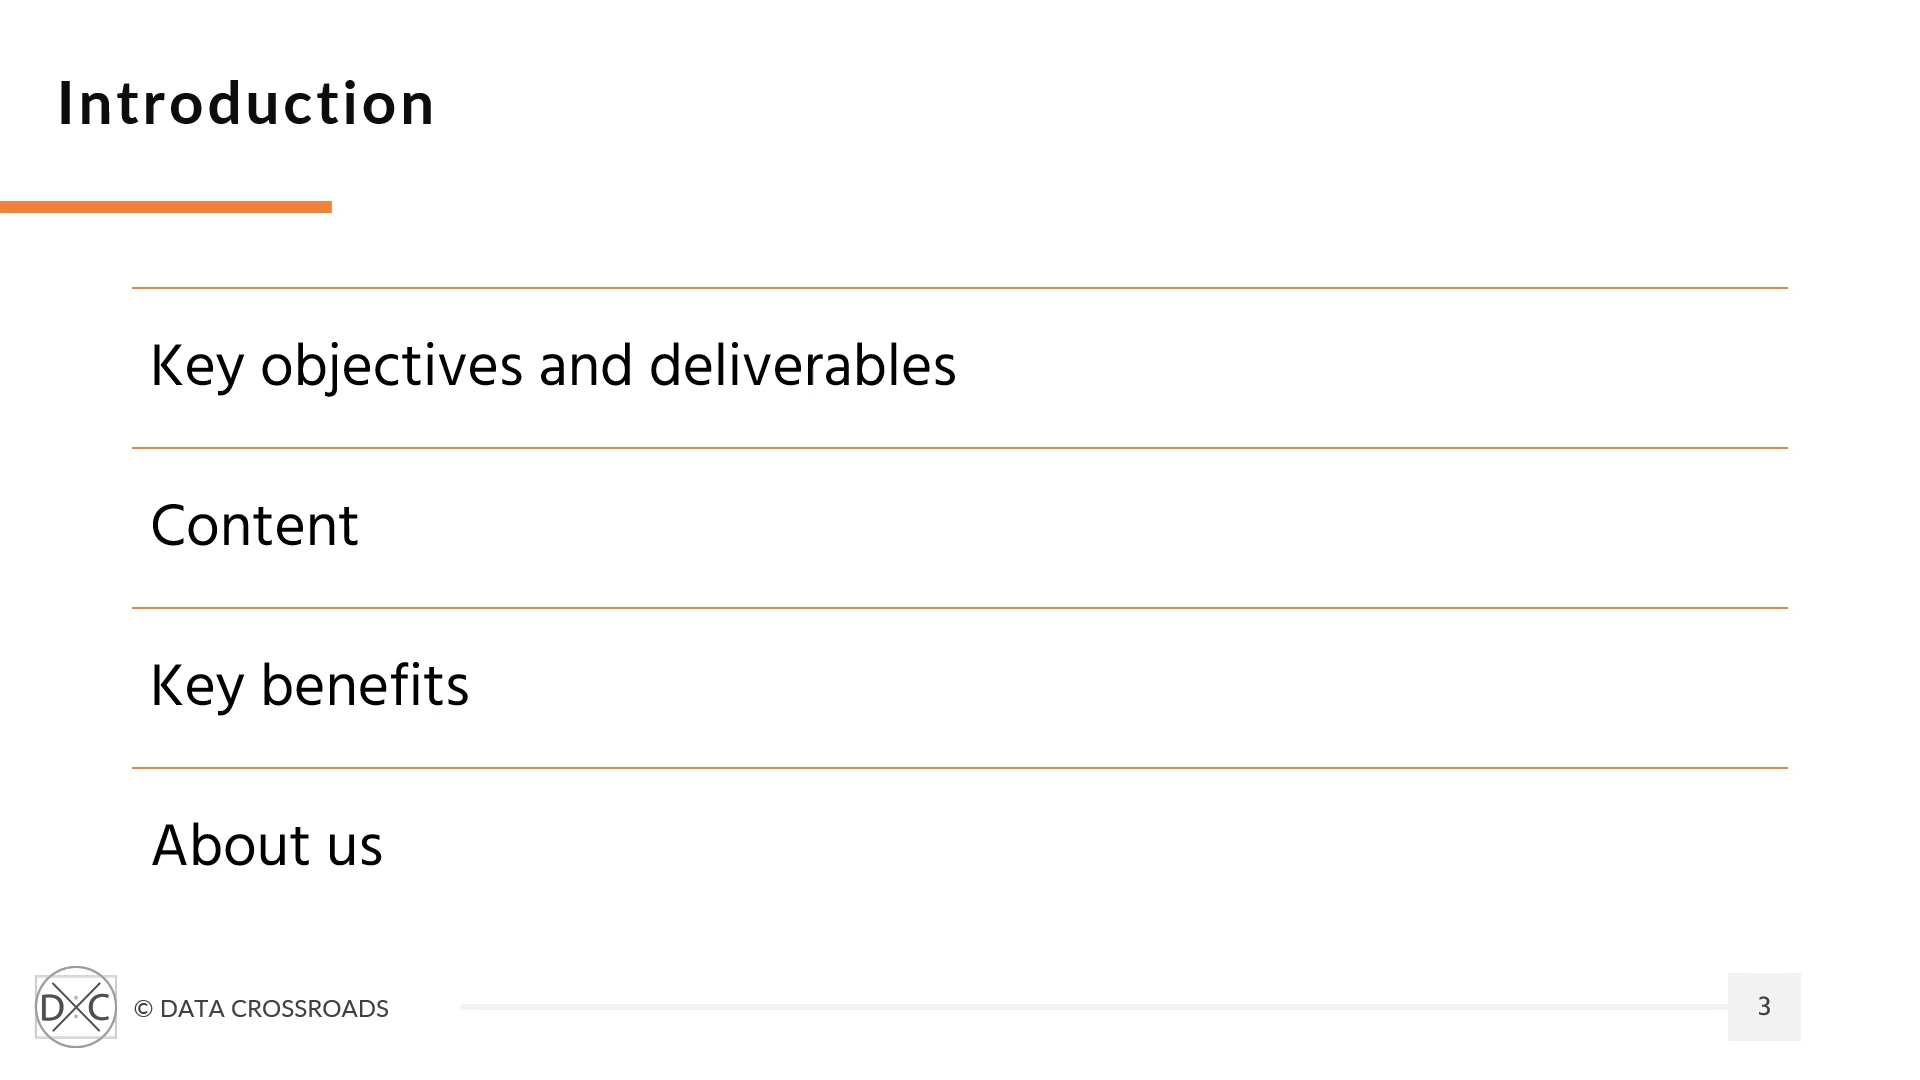 Introduction
Key objectives and deliverables
Content
Key benefits
About us
D C
© DATA CROSSROADS
3